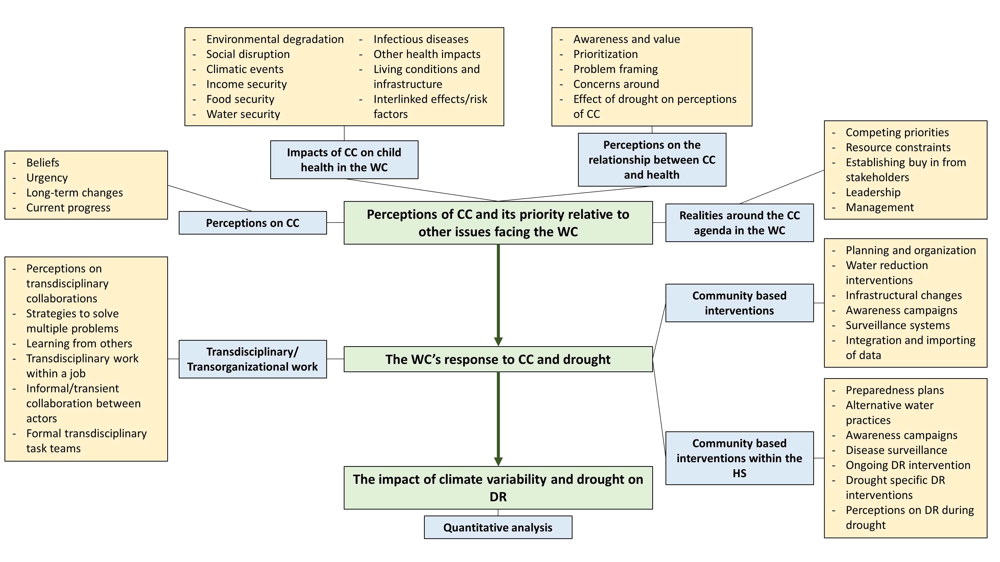 - Environmental degradation
- Social disruption
- Climatic events
- Income security
- Food security
- Water security
- Infectious diseases
- Other health impacts
- Living conditions and
infrastructure
- Interlinked effects/risk
factors
- Awareness and value
- Prioritization
- Problem framing
- Concerns around
- Effect of drought on perceptions
of CC
Impacts of CC on child
health in the WC
Perceptions on the
relationship between CC
and health
- Competing priorities
- Resource constraints
- Establishing buy in from
stakeholders
- Leadership
- Management
- Beliefs
- Urgency
- Long-term changes
- Current progress
Perceptions on CC
Perceptions of CC and its priority relative to
other issues facing the WC
Realities around the CC
agenda in the WC
- Perceptions on
transdisciplinary
collaborations
- Strategies to solve
multiple problems
- Learning from others
- Transdisciplinary work
within a job
- Informal/transient
collaboration between
actors
- Formal transdisciplinary
task teams
Transdisciplinary/
Transorganizational work
The WC’s response to CC and drought
Community based
interventions
- Planning and organization
- Water reduction
interventions
- Infrastructural changes
- Awareness campaigns
- Surveillance systems
- Integration and importing
of data
Community based
interventions within the
HS
- Preparedness plans
- Alternative water
practices
- Awareness campaigns
- Disease surveillance
- Ongoing DR intervention
- Drought specific DR
interventions
- Perceptions on DR during
drought
The impact of climate variability and drought on
DR
Quantitative analysis